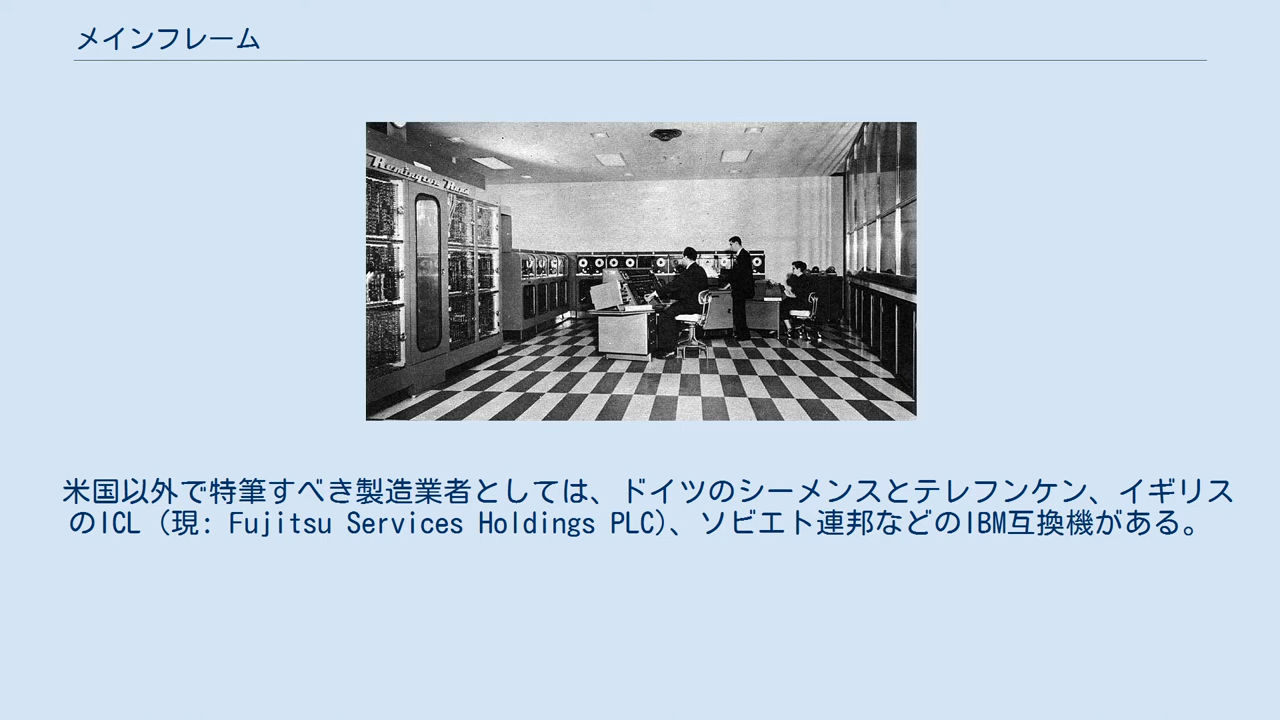 メインフレーム
Remington Rand
米国以外で特筆すべき製造業者としては、ドイツのシーメンスとテレフンケン、イギリス
のICL（現: Fujitsu Services Holdings PLC)、ソビエト連邦などのIBM互換機がある。